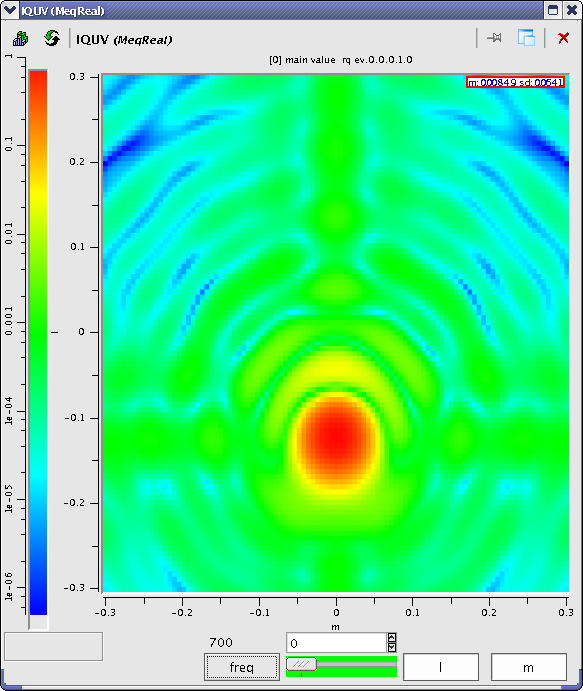 IQUV (MeqReal)
IQUV (MeqReal)
[0] main value rq ev.0.0.0.1.0
m:.000849 sd:.00541
1
0.1
0.01
0.001
1e-04
1e-05
1e-06
0.3
0.2
0.1
0
-0.1
-0.2
-0.3
-0.3
-0.2
-0.1
0
0.1
0.2
0.3
m
700
0
freq
l
m